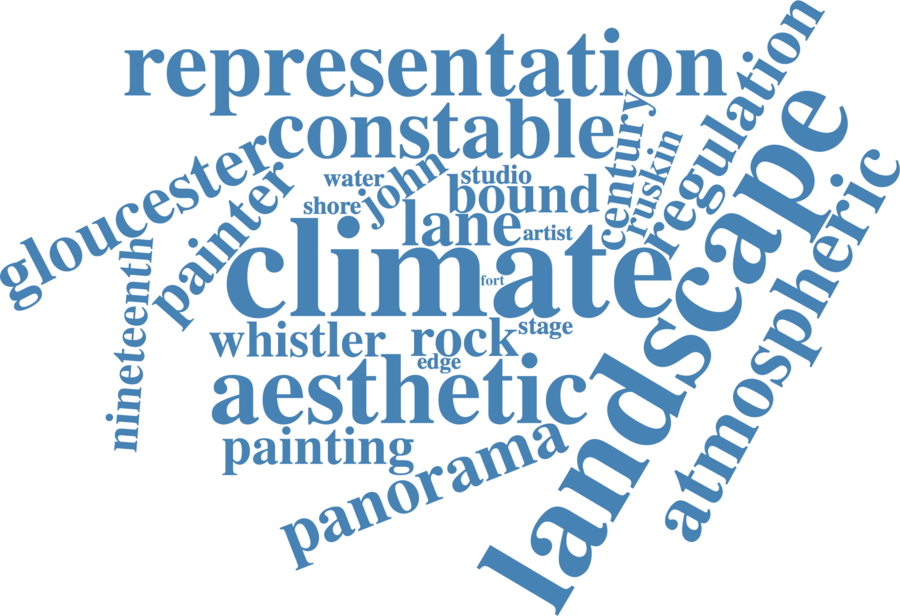 representation
constable
regulation
century
ruskin
landscape
atmospheric
gloucester
painter
john
water
studio
shore
bound
lane
artist
climate
fort
nineteenth
whistler
rock
stage
edge
aesthetic
painting
panorama